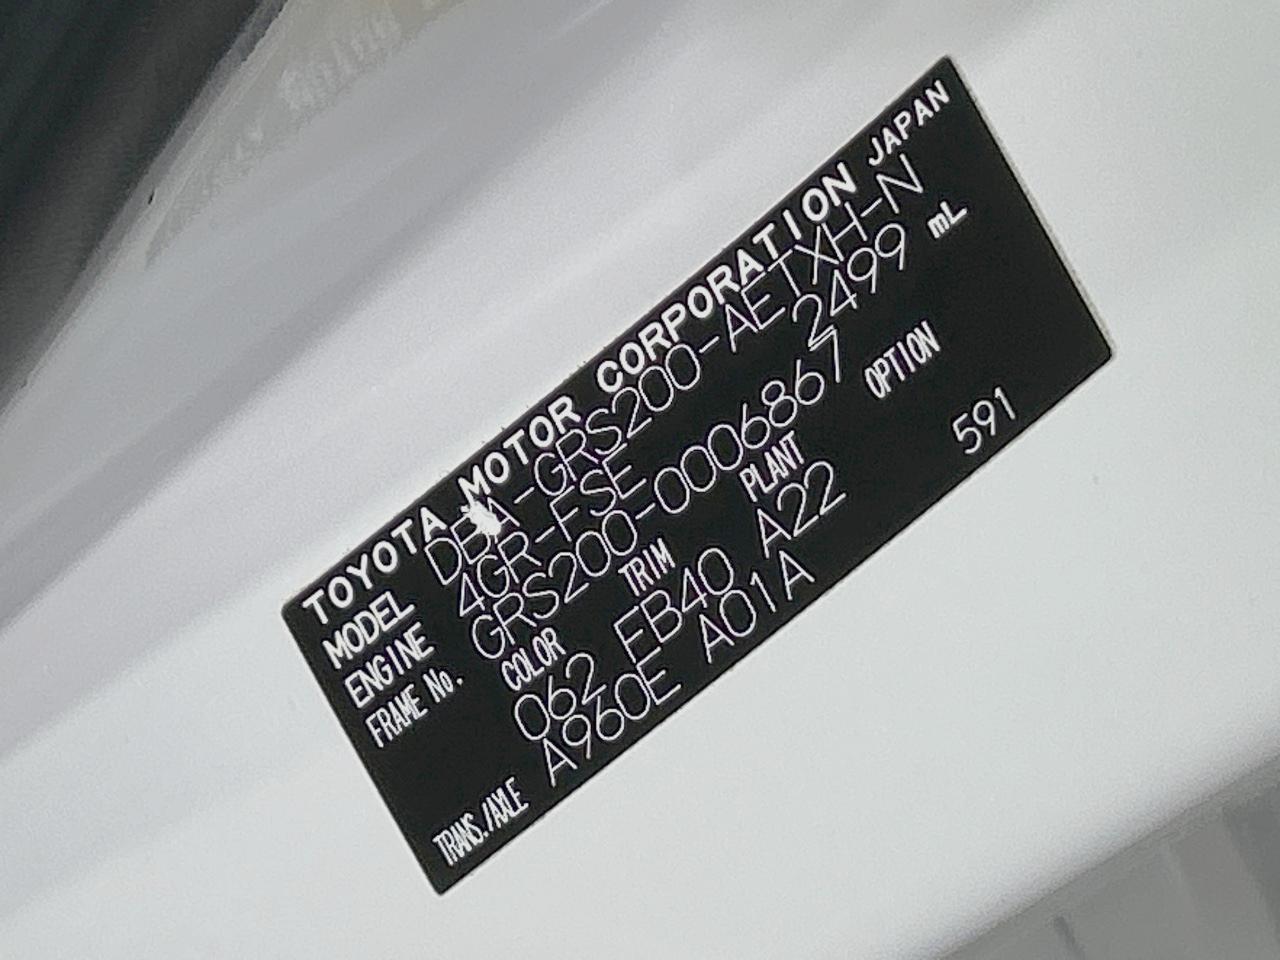 TOYOTA MOTOR CORPORATION JAPAN
MODEL DBA-GRS200-AETXH-N
ENGINE 4GR-FSE 2499 mL
FRAME No. GRS200-0006867
COLOR TRIM PLANT OPTION
062 FB40 A22 591
TRANS./AXLE A960E A01A